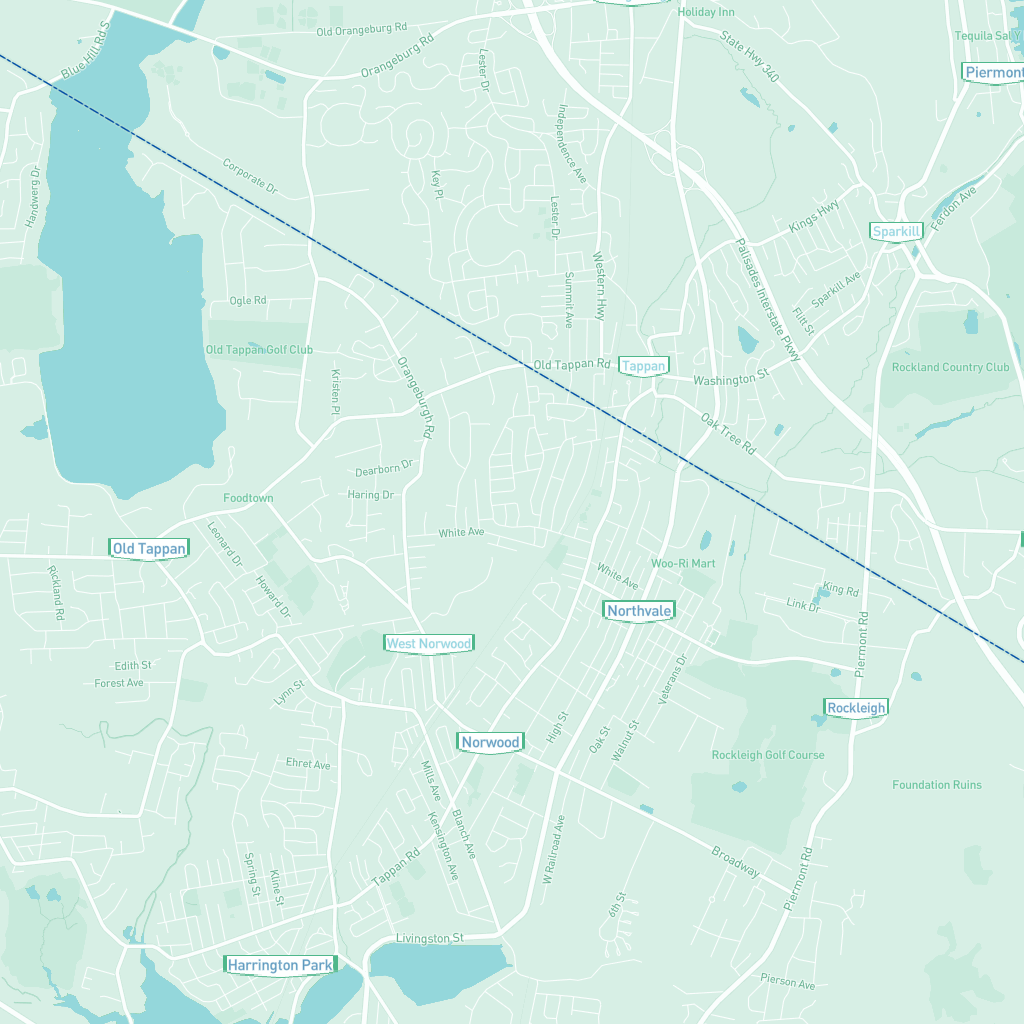 Holiday Inn
Blue Hill Rd S
Old Orangeburg Rd
Orangeburg Rd
State Hwy 340
Tequila Sal Y
Piermont
Lester Dr
Independence Ave
Corporate Dr
Key Pl
Handwerg Dr
Lester Dr
Kings Hwy
Ferdon Ave
Sparkill
Western Hwy
Palisades Interstate Pkwy
Summit Ave
Sparkill Ave
Flitt St
Ogle Rd
Old Tappan Golf Club
Old Tappan Rd
Tappan
Washington St
Rockland Country Club
Kristen Pl
Orangeburgh Rd
Oak Tree Rd
Dearborn Dr
Haring Dr
Foodtown
Leonard Dr
White Ave
Old Tappan
Woo-Ri Mart
White Ave
Rickland Rd
Howard Dr
King Rd
Link Dr
Northvale
Piermont Rd
West Norwood
Edith St
Forest Ave
Lynn St
Veterans Dr
Rockleigh
High St
Oak St
Walnut St
Norwood
Rockleigh Golf Course
Ehret Ave
Mills Ave
Foundation Ruins
Blanch Ave
Kensington Ave
W Railroad Ave
Tappan Rd
Broadway
Piermont Rd
Spring St
Kline St
6th St
Livingston St
Harrington Park
Pierson Ave